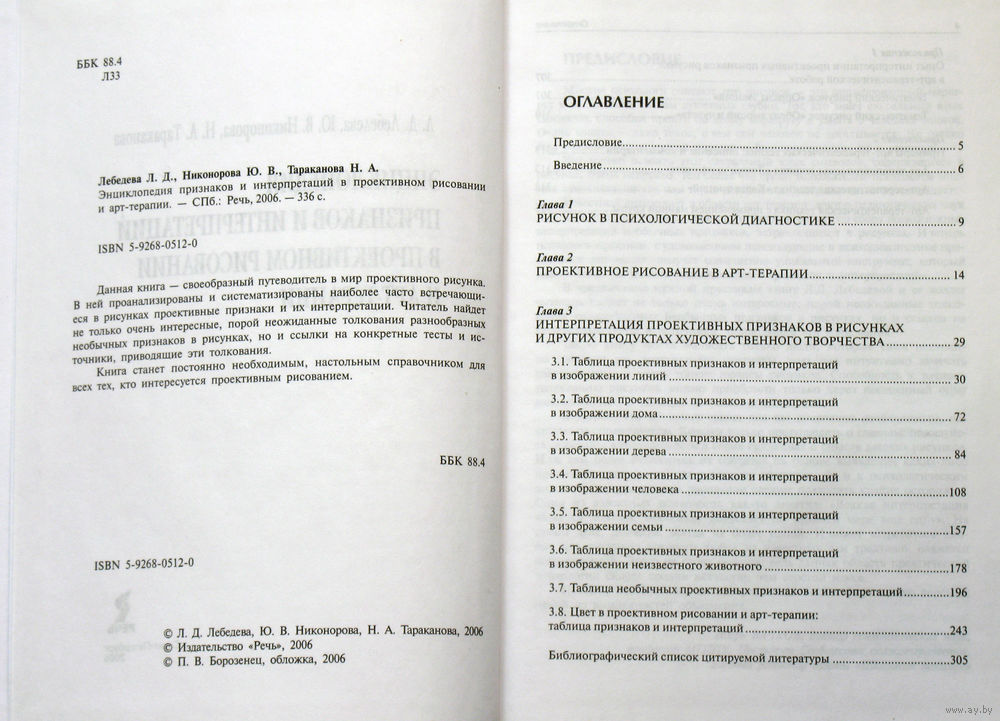 ББК 88.4
Л33
Лебедева Л. Д., Никонорова Ю. В., Тараканова Н. А.
Энциклопедия признаков и интерпретаций в проективном рисовании
и арт-терапии. — СПб.: Речь, 2006. — 336 с.
ISBN 5-9268-0512-0
Данная книга — своеобразный путеводитель в мир проективного рисунка.
В ней проанализированы и систематизированы наиболее часто встречающи-
еся в рисунках проективные признаки и их интерпретации. Читатель найдет
не только очень интересные, порой неожиданные толкования разнообразных
необычных признаков в рисунках, но и ссылки на конкретные тесты и ис-
точники, приводящие эти толкования.
Книга станет постоянно необходимым, настольным справочником для
всех тех, кто интересуется проективным рисованием.
ББК 88.4
ISBN 5-9268-0512-0
© Л. Д. Лебедева, Ю. В. Никонорова, Н. А. Тараканова, 2006
© Издательство «Речь», 2006
© П. В. Борозенец, обложка, 2006
ОГЛАВЛЕНИЕ
Предисловие 5
Введение 6
Глава 1
РИСУНОК В ПСИХОЛОГИЧЕСКОЙ ДИАГНОСТИКЕ 9
Глава 2
ПРОЕКТИВНОЕ РИСОВАНИЕ В АРТ-ТЕРАПИИ 14
Глава 3
ИНТЕРПРЕТАЦИЯ ПРОЕКТИВНЫХ ПРИЗНАКОВ В РИСУНКАХ
И ДРУГИХ ПРОДУКТАХ ХУДОЖЕСТВЕННОГО ТВОРЧЕСТВА 29
3.1. Таблица проективных признаков и интерпретаций
в изображении линий 30
3.2. Таблица проективных признаков и интерпретаций
в изображении дома 72
3.3. Таблица проективных признаков и интерпретаций
в изображении дерева 84
3.4. Таблица проективных признаков и интерпретаций
в изображении человека 108
3.5. Таблица проективных признаков и интерпретаций
в изображении семьи 157
3.6. Таблица проективных признаков и интерпретаций
в изображении неизвестного животного 178
3.7. Таблица необычных проективных признаков и интерпретаций 196
3.8. Цвет в проективном рисовании и арт-терапии:
таблица признаков и интерпретаций 243
Библиографический список цитируемой литературы 305
www.ay.by